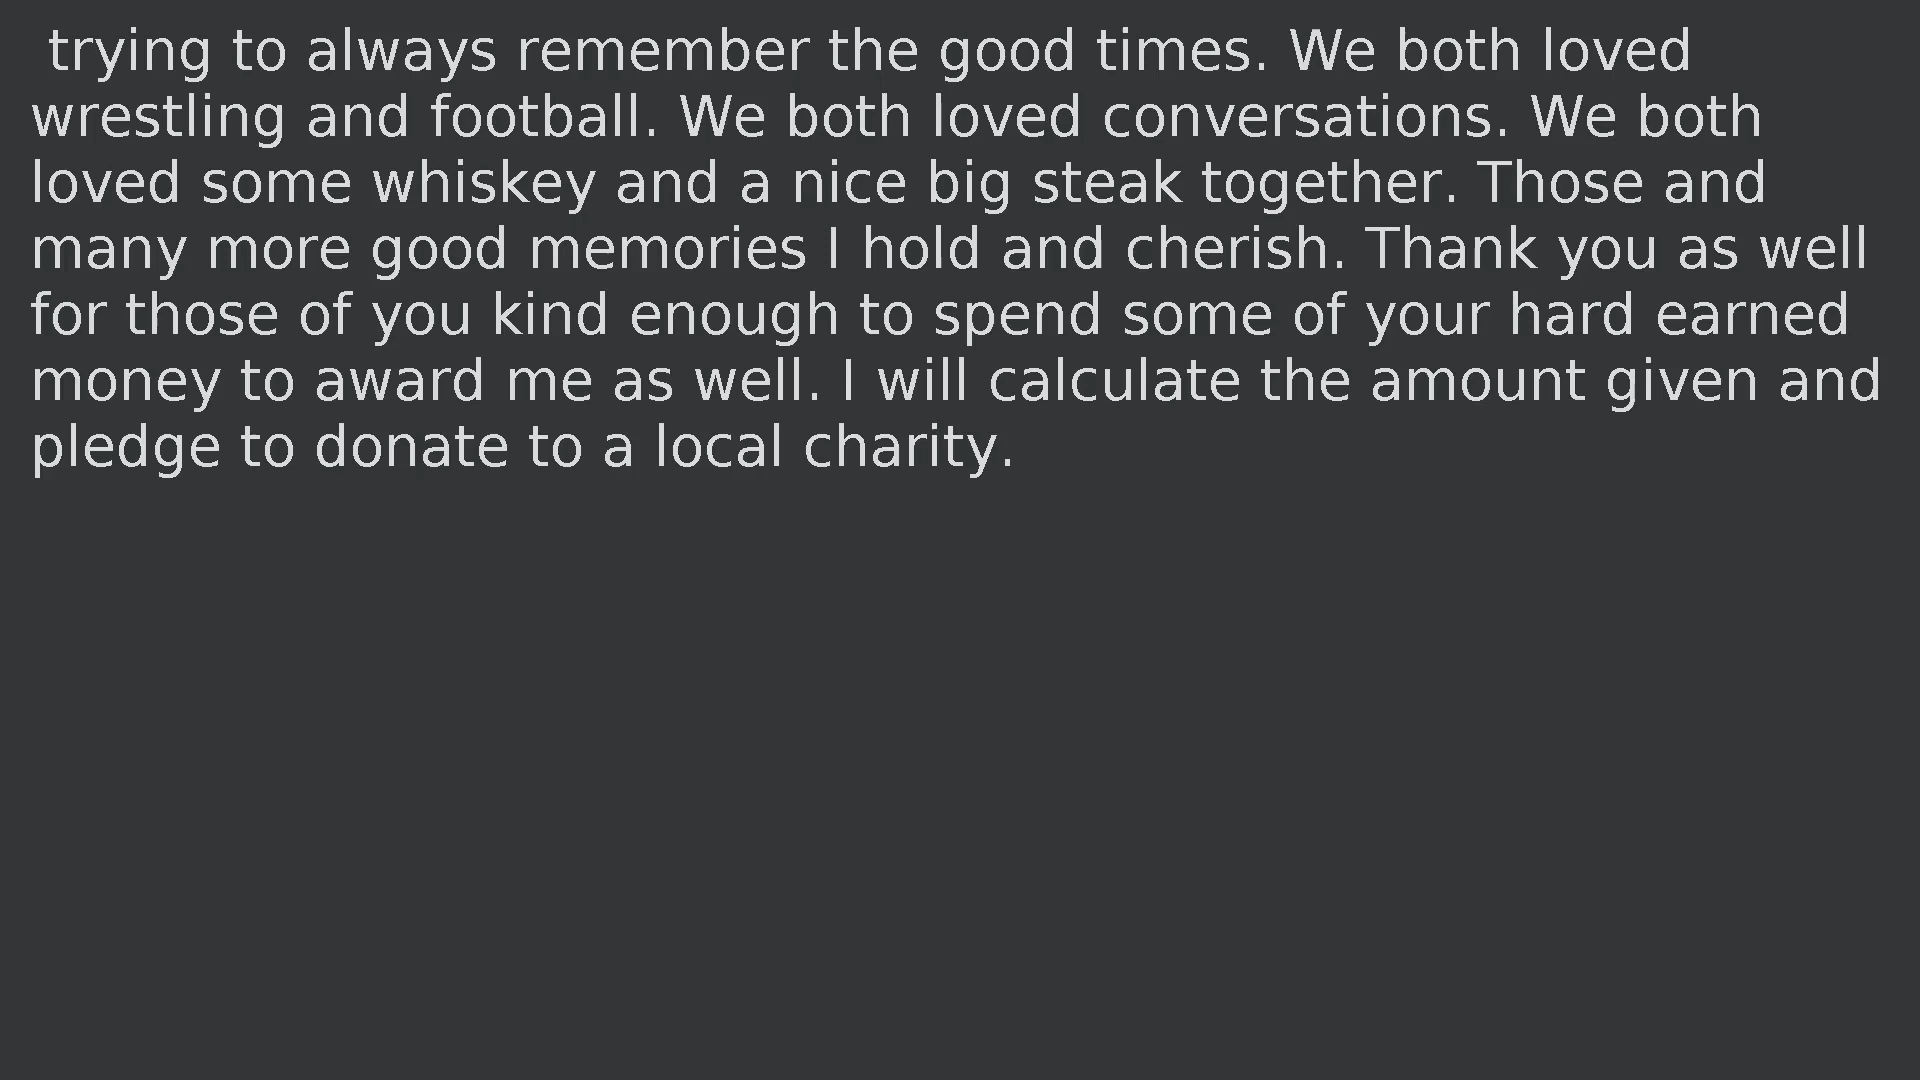 trying to always remember the good times. We both loved
wrestling and football. We both loved conversations. We both
loved some whiskey and a nice big steak together. Those and
many more good memories I hold and cherish. Thank you as well
for those of you kind enough to spend some of your hard earned
money to award me as well. I will calculate the amount given and
pledge to donate to a local charity.